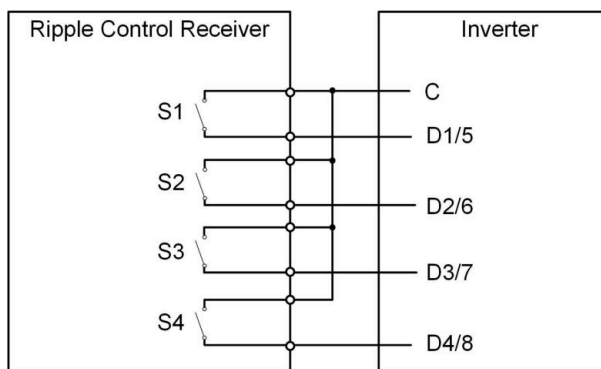 Ripple Control Receiver
Inverter
S1
C
D1/5
S2
D2/6
S3
D3/7
S4
D4/8